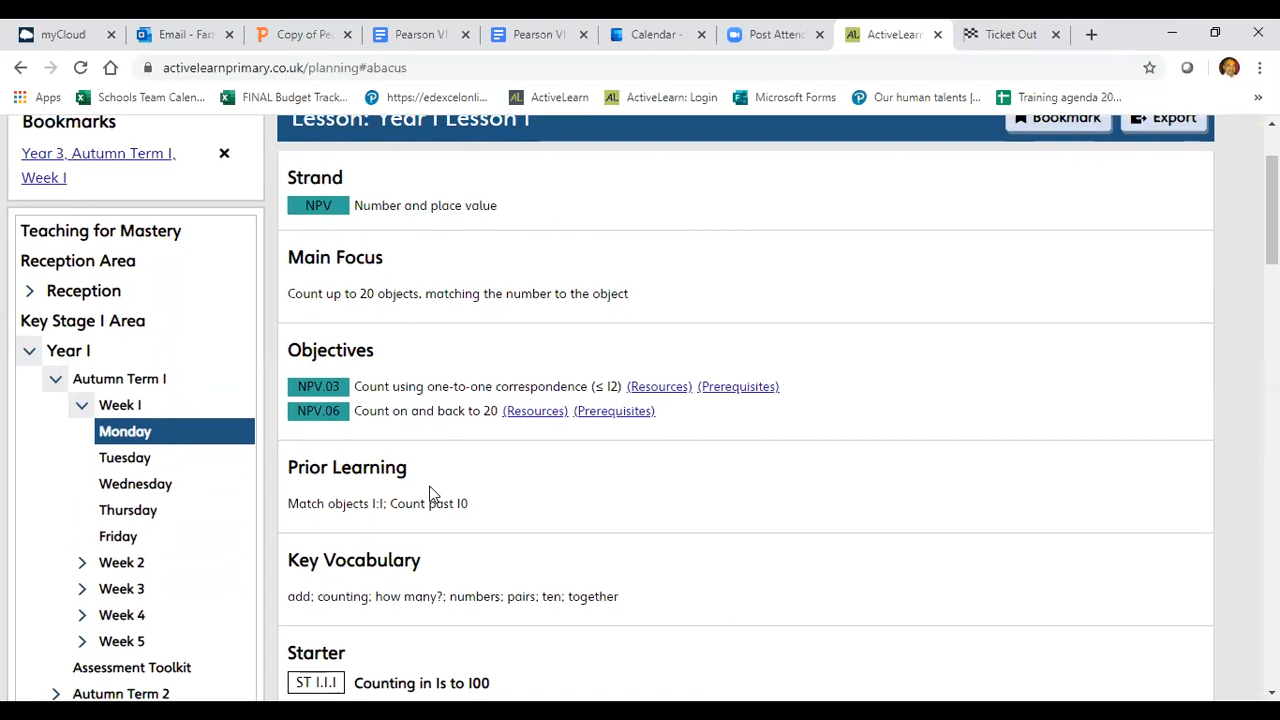 myCloud
Email - Fara
Copy of Pea
Pearson VI
Pearson VI
Calendar -
Post Attend
ActiveLearn
Ticket Out
activelearnprimary.co.uk/planning#abacus
Apps
Schools Team Calen...
FINAL Budget Track...
https://edexcelonli...
ActiveLearn
ActiveLearn: Login
Microsoft Forms
Our human talents |...
Training agenda 20...
»
Bookmarks
Year 3, Autumn Term 1,
Week 1
Teaching for Mastery
Reception Area
Reception
Key Stage 1 Area
Year 1
Autumn Term 1
Week 1
Monday
Tuesday
Wednesday
Thursday
Friday
Week 2
Week 3
Week 4
Week 5
Assessment Toolkit
Autumn Term 2
Lesson: Year 1 Lesson 1
Bookmark
Export
Strand
NPV Number and place value
Main Focus
Count up to 20 objects, matching the number to the object
Objectives
NPV.03 Count using one-to-one correspondence (≤ 12) (Resources) (Prerequisites)
NPV.06 Count on and back to 20 (Resources) (Prerequisites)
Prior Learning
Match objects 1:1; Count past 10
Key Vocabulary
add; counting; how many?; numbers; pairs; ten; together
Starter
ST 1.1.1 Counting in 1s to 100